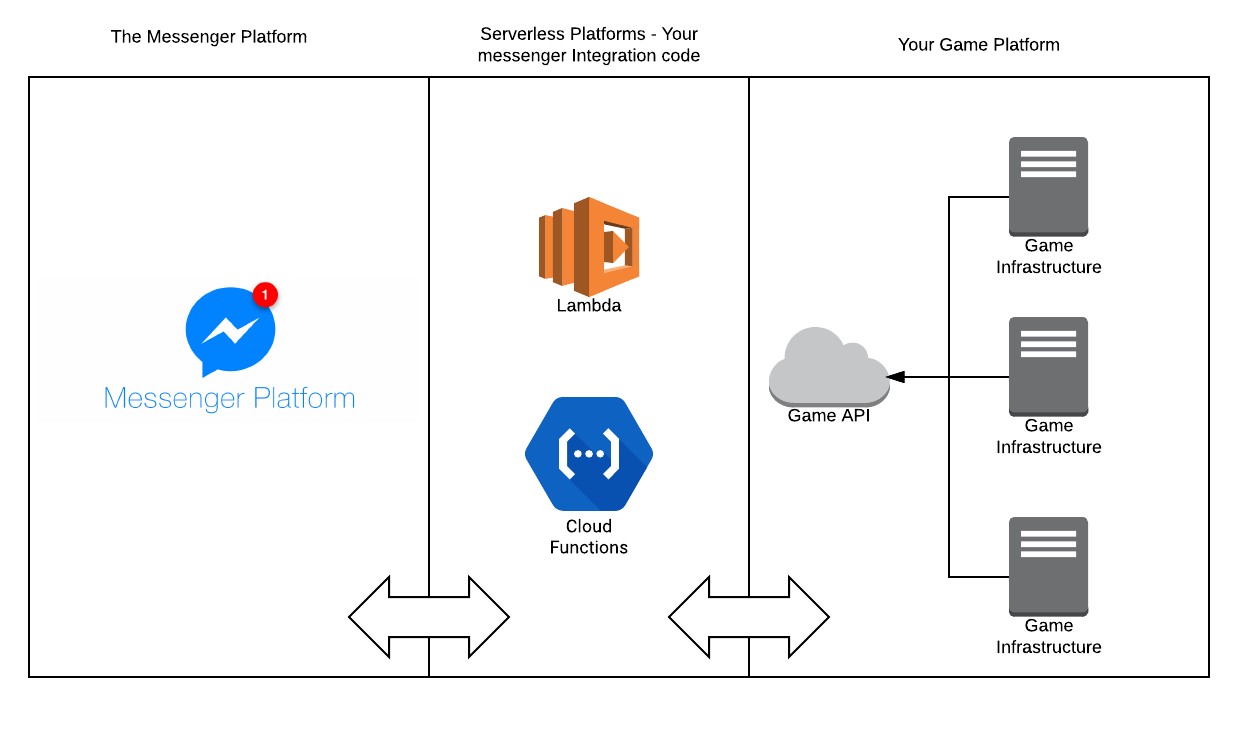 The Messenger Platform
Serverless Platforms - Your
messenger Integration code
Your Game Platform
1
Messenger Platform
Lambda
Cloud
Functions
Game API
Game
Infrastructure
Game
Infrastructure
Game
Infrastructure